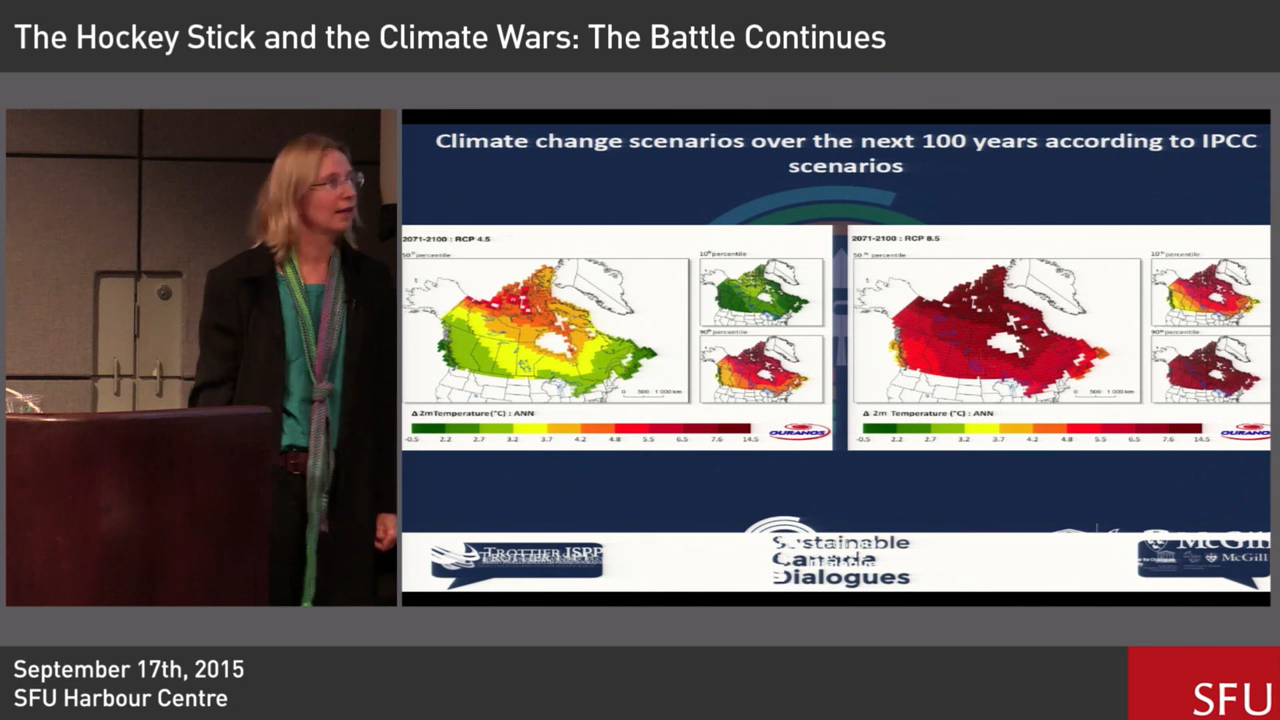 The Hockey Stick and the Climate Wars: The Battle Continues
Climate change scenarios over the next 100 years according to IPCC
scenarios
2071-2100 : RCP 4.5
50th percentile
10th percentile
90th percentile
0 500 1 000 km
Δ 2m Temperature (°C) : ANN
-0.5 2.2 2.7 3.2 3.7 4.2 4.8 5.5 6.5 7.6 14.5
OURANOS
2071-2100 : RCP 8.5
50th percentile
10th percentile
90th percentile
0 500 1 000 km
Δ 2m Temperature (°C) : ANN
-0.5 2.2 2.7 3.2 3.7 4.2 4.8 5.5 6.5 7.6 14.5
OURANOS
TROTTIER ISPP
Sustainable
Canada
Dialogues
McGill
McGill
September 17th, 2015
SFU Harbour Centre
SFU